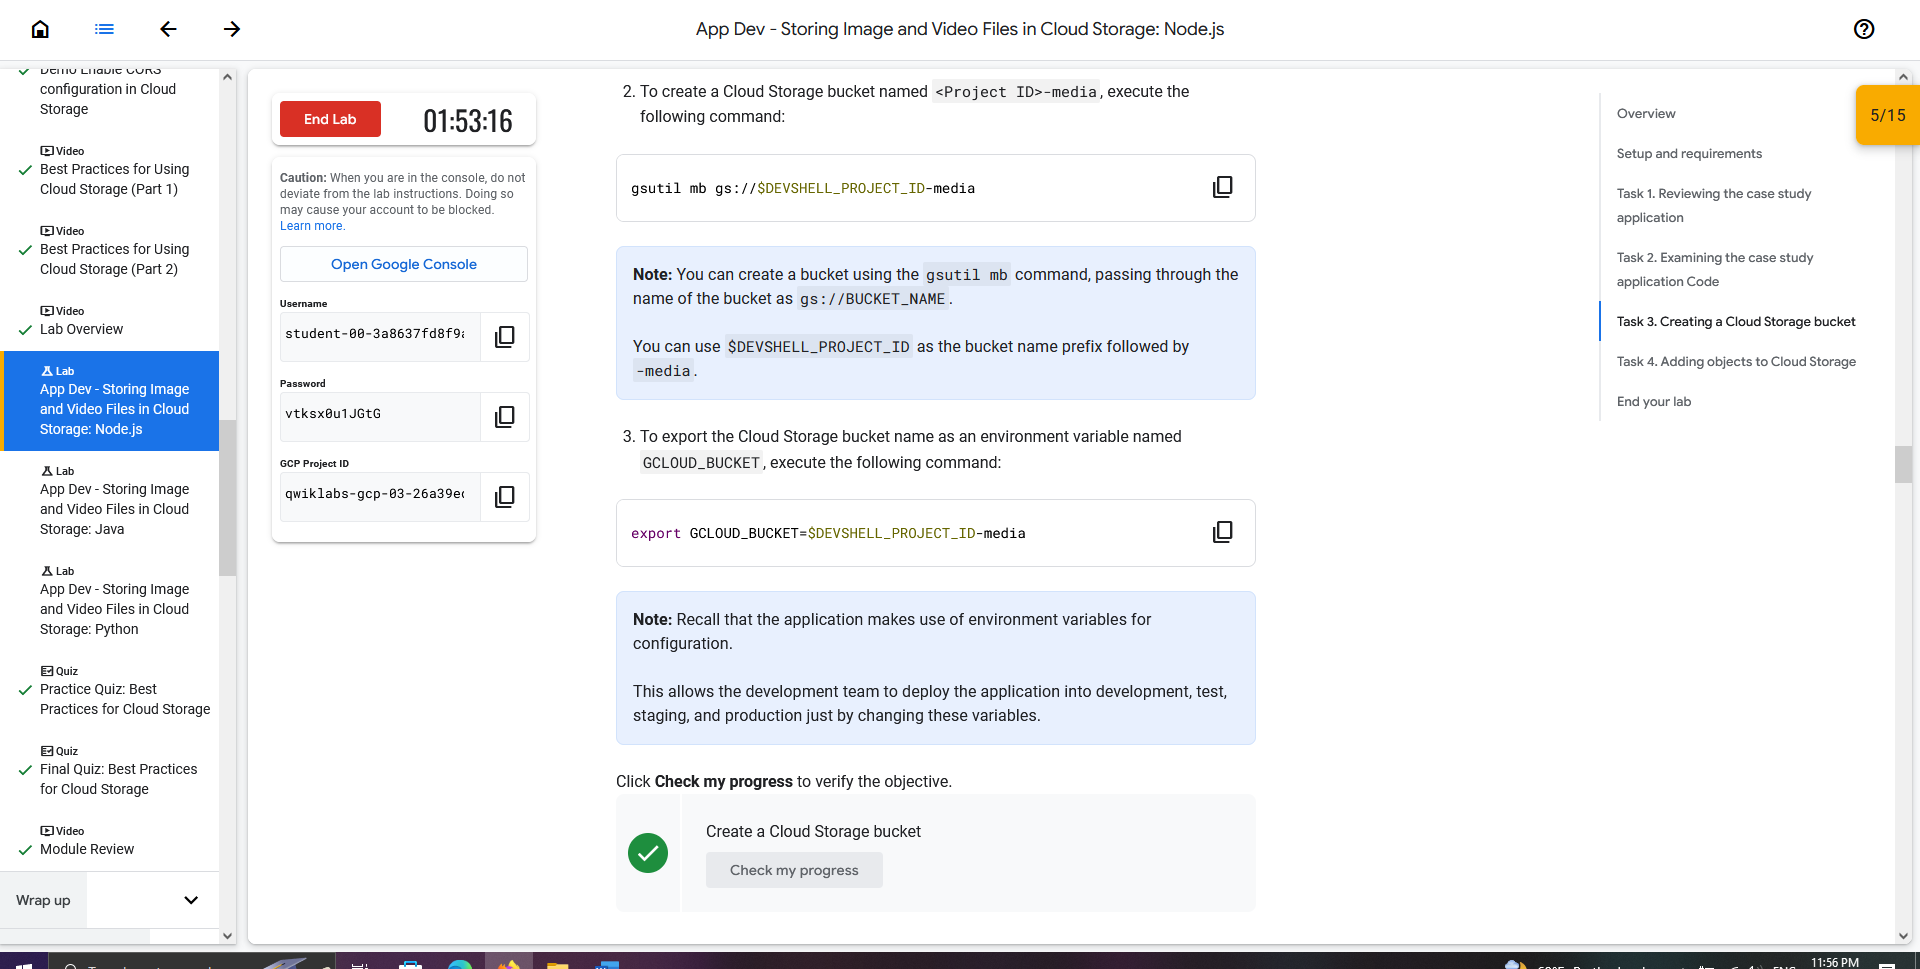 App Dev - Storing Image and Video Files in Cloud Storage: Node.js
Demo Enable CORS
configuration in Cloud
Storage
Video
Best Practices for Using
Cloud Storage (Part 1)
Video
Best Practices for Using
Cloud Storage (Part 2)
Video
Lab Overview
Lab
App Dev - Storing Image
and Video Files in Cloud
Storage: Node.js
Lab
App Dev - Storing Image
and Video Files in Cloud
Storage: Java
Lab
App Dev - Storing Image
and Video Files in Cloud
Storage: Python
Quiz
Practice Quiz: Best
Practices for Cloud Storage
Quiz
Final Quiz: Best Practices
for Cloud Storage
Video
Module Review
Wrap up
End Lab
01:53:16
Caution: When you are in the console, do not
deviate from the lab instructions. Doing so
may cause your account to be blocked.
Learn more.
Open Google Console
Username
student-00-3a8637fd8f9
Password
vtksx0u1JGtG
GCP Project ID
qwiklabs-gcp-03-26a39e
2. To create a Cloud Storage bucket named <Project ID>-media, execute the
following command:
gsutil mb gs://$DEVSHELL_PROJECT_ID-media
Note: You can create a bucket using the gsutil mb command, passing through the
name of the bucket as gs://BUCKET_NAME.
You can use $DEVSHELL_PROJECT_ID as the bucket name prefix followed by
-media.
3. To export the Cloud Storage bucket name as an environment variable named
GCLOUD_BUCKET, execute the following command:
export GCLOUD_BUCKET=$DEVSHELL_PROJECT_ID-media
Note: Recall that the application makes use of environment variables for
configuration.
This allows the development team to deploy the application into development, test,
staging, and production just by changing these variables.
Click Check my progress to verify the objective.
Create a Cloud Storage bucket
Check my progress
Overview
Setup and requirements
Task 1. Reviewing the case study
application
Task 2. Examining the case study
application Code
Task 3. Creating a Cloud Storage bucket
Task 4. Adding objects to Cloud Storage
End your lab
5/15
11:56 PM